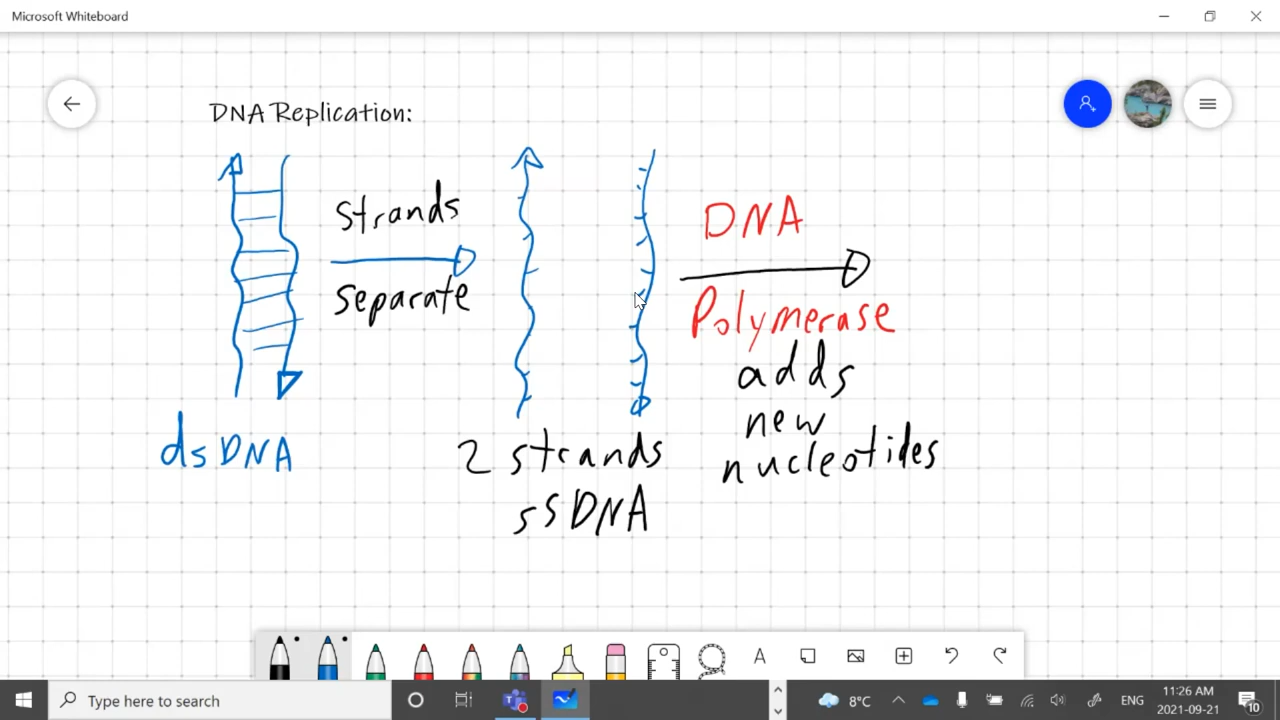 Microsoft Whiteboard
DNA Replication:
Strands
separate
dsDNA
2 strands
ssDNA
DNA
Polymerase
adds
new
nucleotides
A
Type here to search
8°C
ENG
11:26 AM
2021-09-21
10